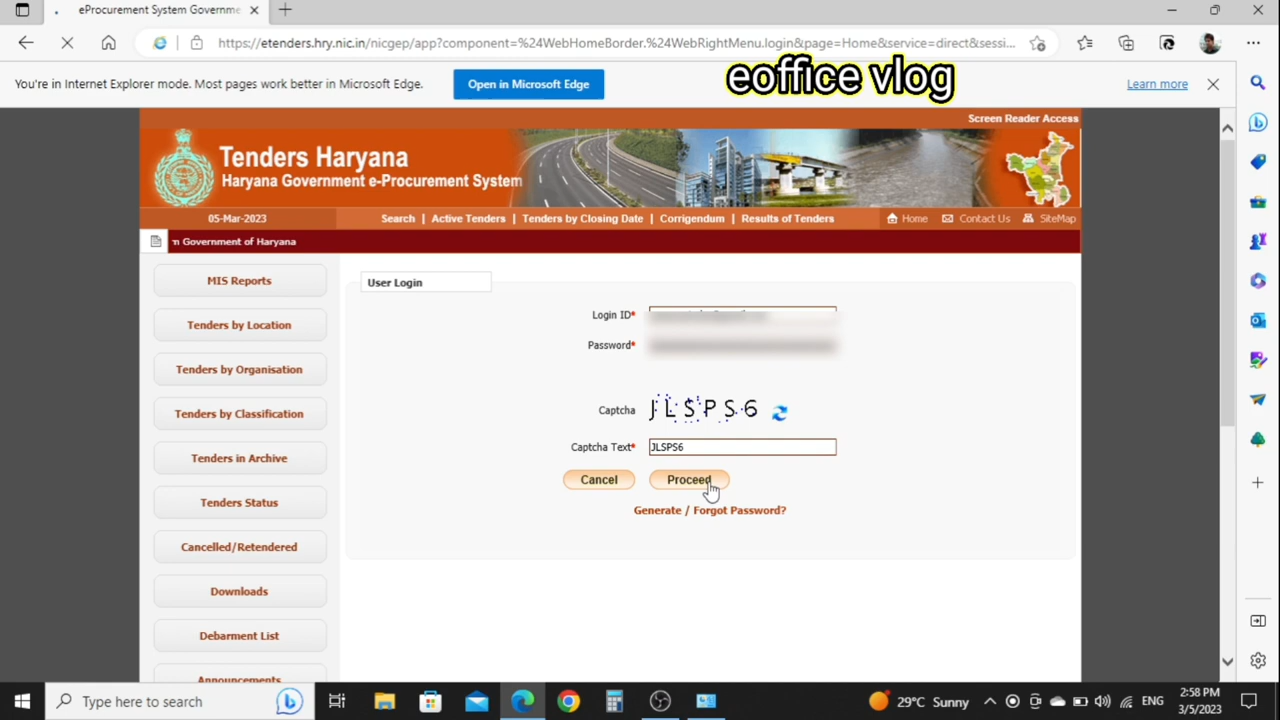 eProcurement System Governme
https://etenders.hry.nic.in/nicgep/app?component=%24WebHomeBorder.%24WebRightMenu.login&page=Home&service=direct&sessi...
You're in Internet Explorer mode. Most pages work better in Microsoft Edge.
Open in Microsoft Edge
eoffice vlog
Learn more
Screen Reader Access
Tenders Haryana
Haryana Government e-Procurement System
05-Mar-2023
Search | Active Tenders | Tenders by Closing Date | Corrigendum | Results of Tenders
Home
Contact Us
SiteMap
Government of Haryana
MIS Reports
Tenders by Location
Tenders by Organisation
Tenders by Classification
Tenders in Archive
Tenders Status
Cancelled/Retendered
Downloads
Debarment List
Announcements
User Login
Login ID*
Password*
Captcha
JLSPS6
Captcha Text*
JLSPS6
Cancel
Proceed
Generate / Forgot Password?
Type here to search
29°C Sunny
ENG
2:58 PM
3/5/2023